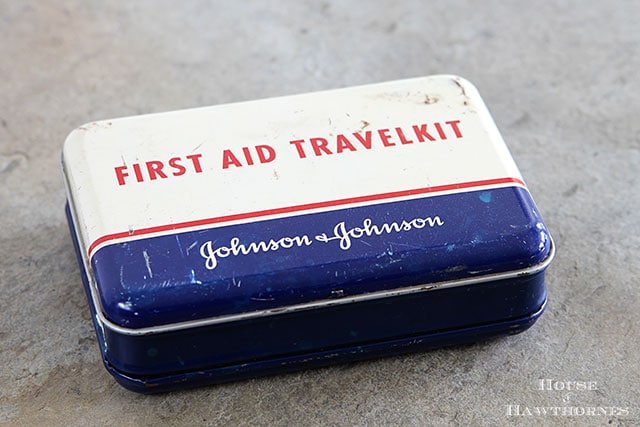 FIRST AID TRAVELKIT
Johnson & Johnson
HOUSE
of
HAWTHORNES